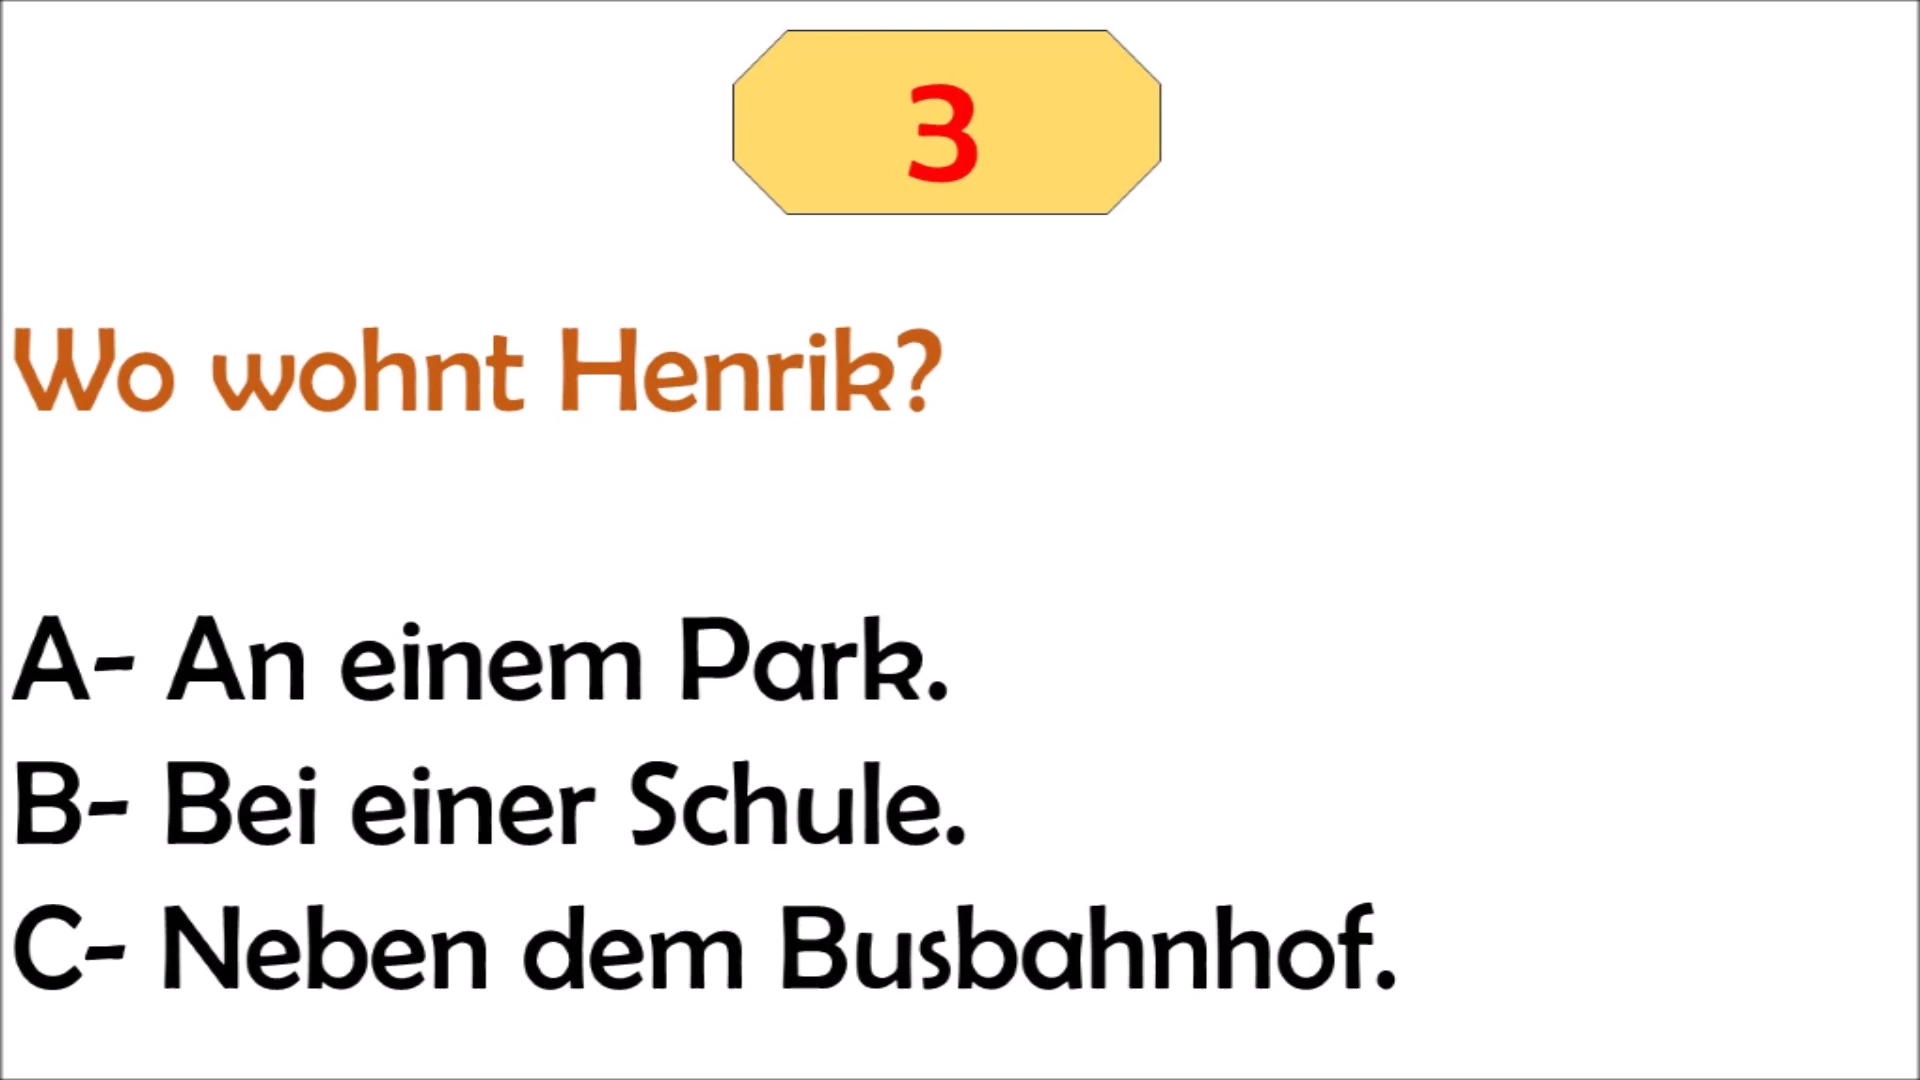 3
Wo wohnt Henrik?
A- An einem Park.
B- Bei einer Schule.
C- Neben dem Busbahnhof.